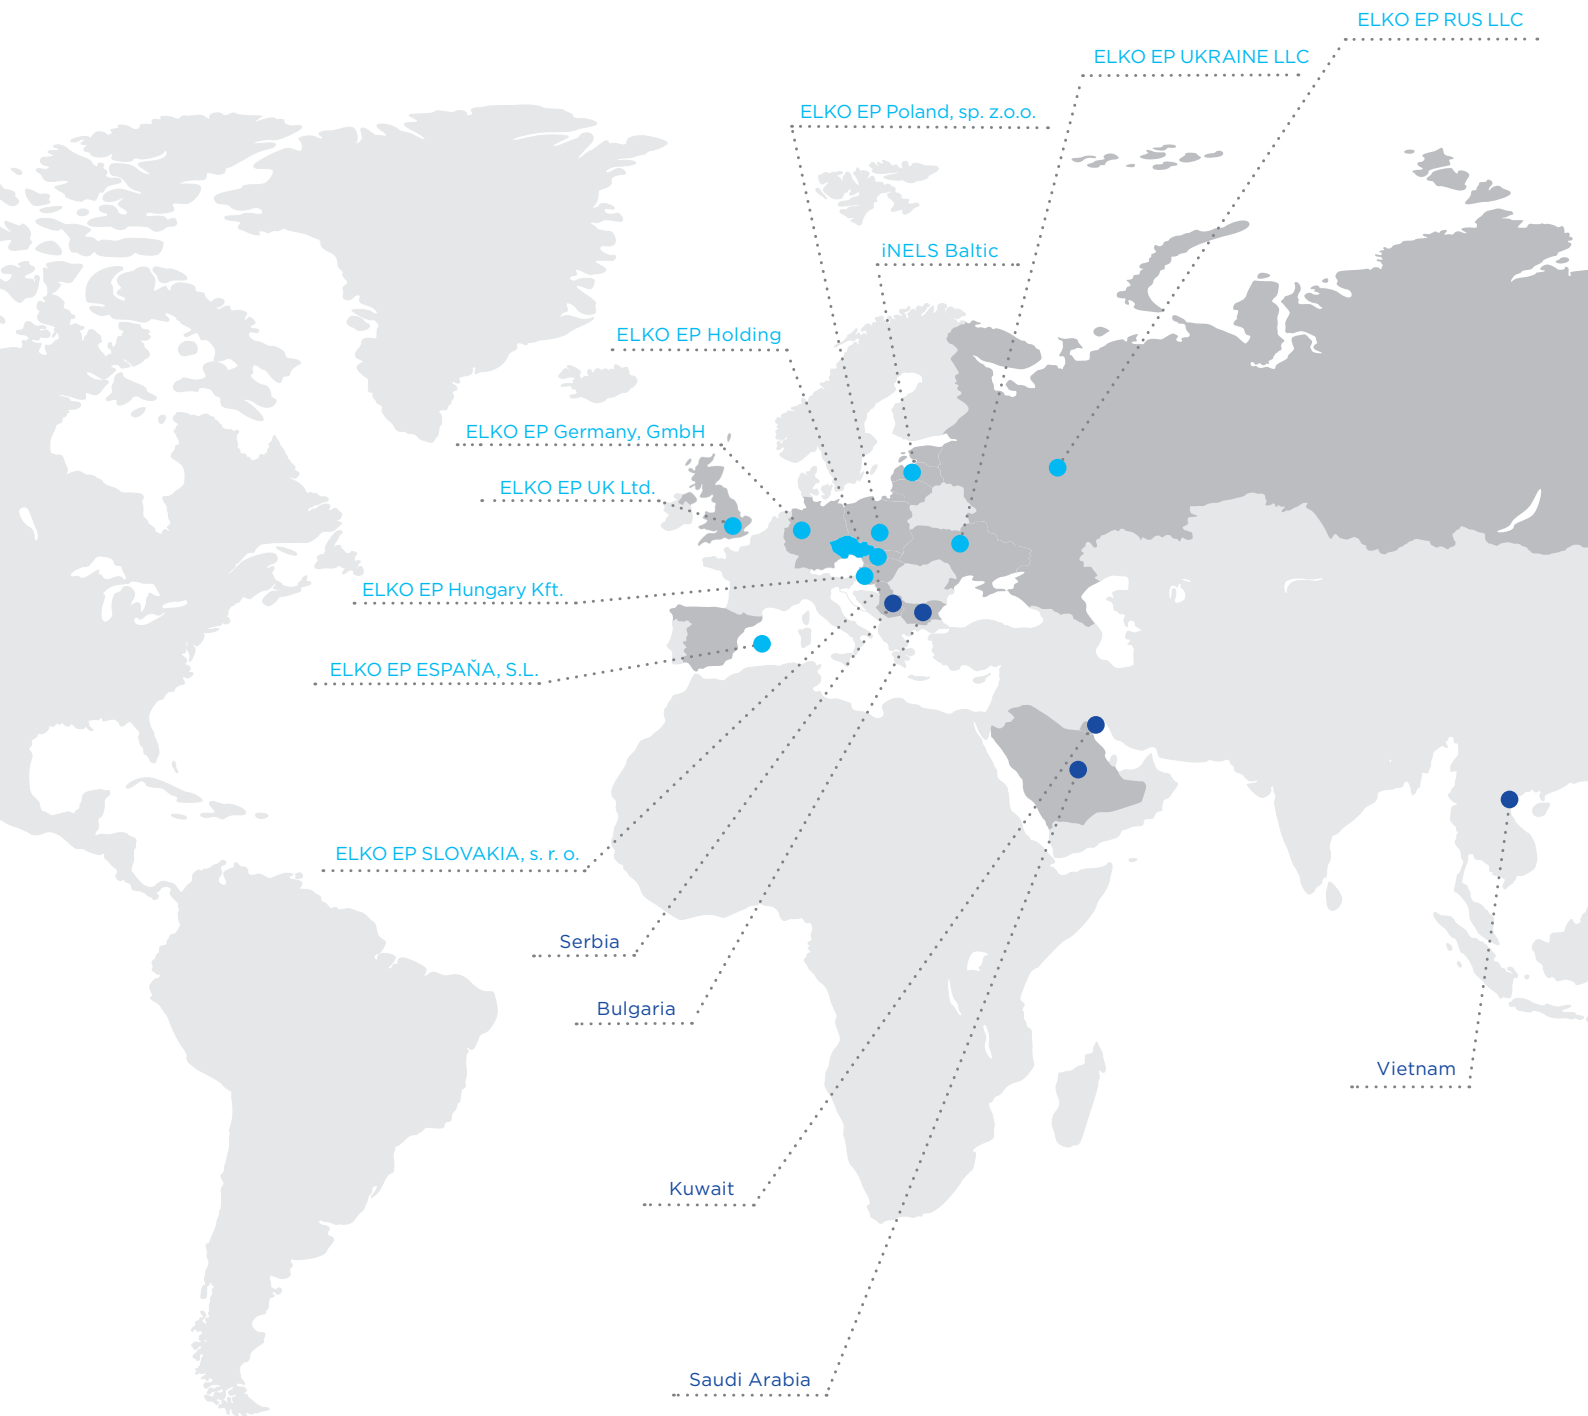 ELKO EP RUS LLC
ELKO EP UKRAINE LLC
ELKO EP Poland, sp. z.o.o.
iNELS Baltic
ELKO EP Holding
ELKO EP Germany, GmbH
ELKO EP UK Ltd.
ELKO EP Hungary Kft.
ELKO EP ESPAŇA, S.L.
ELKO EP SLOVAKIA, s. r. o.
Serbia
Bulgaria
Vietnam
Kuwait
Saudi Arabia